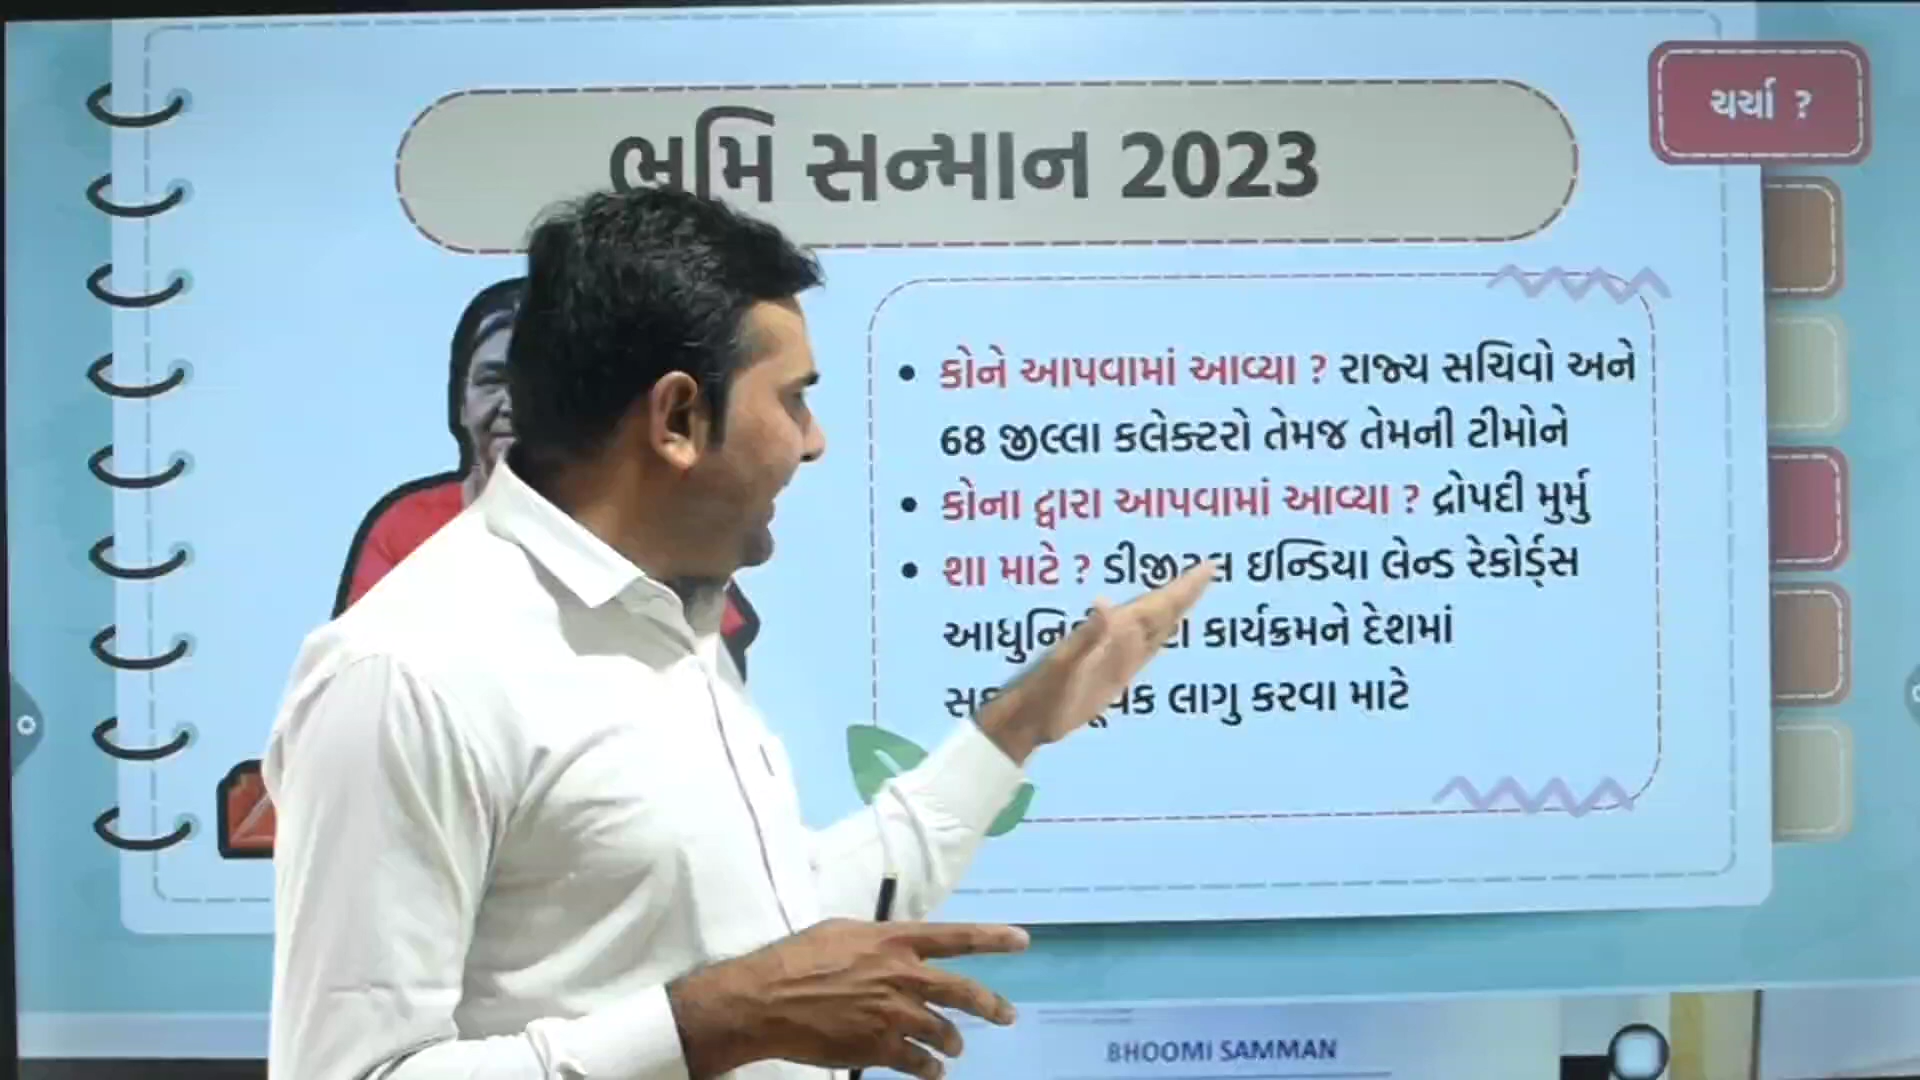 ચર્ચા ?
ભૂમિ સન્માન 2023
• કોને આપવામાં આવ્યા ? રાજ્ય સચિવો અને
68 જીલ્લા કલેક્ટરો તેમજ તેમની ટીમોને
• કોના દ્વારા આપવામાં આવ્યા ? દ્રોપદી મુર્મુ
• શા માટે ? ડીજીટલ ઇન્ડિયા લેન્ડ રેકોર્ડ્સ
કાર્યક્રમને દેશમાં
લાગુ કરવા માટે
BHOOMI SAMMAN